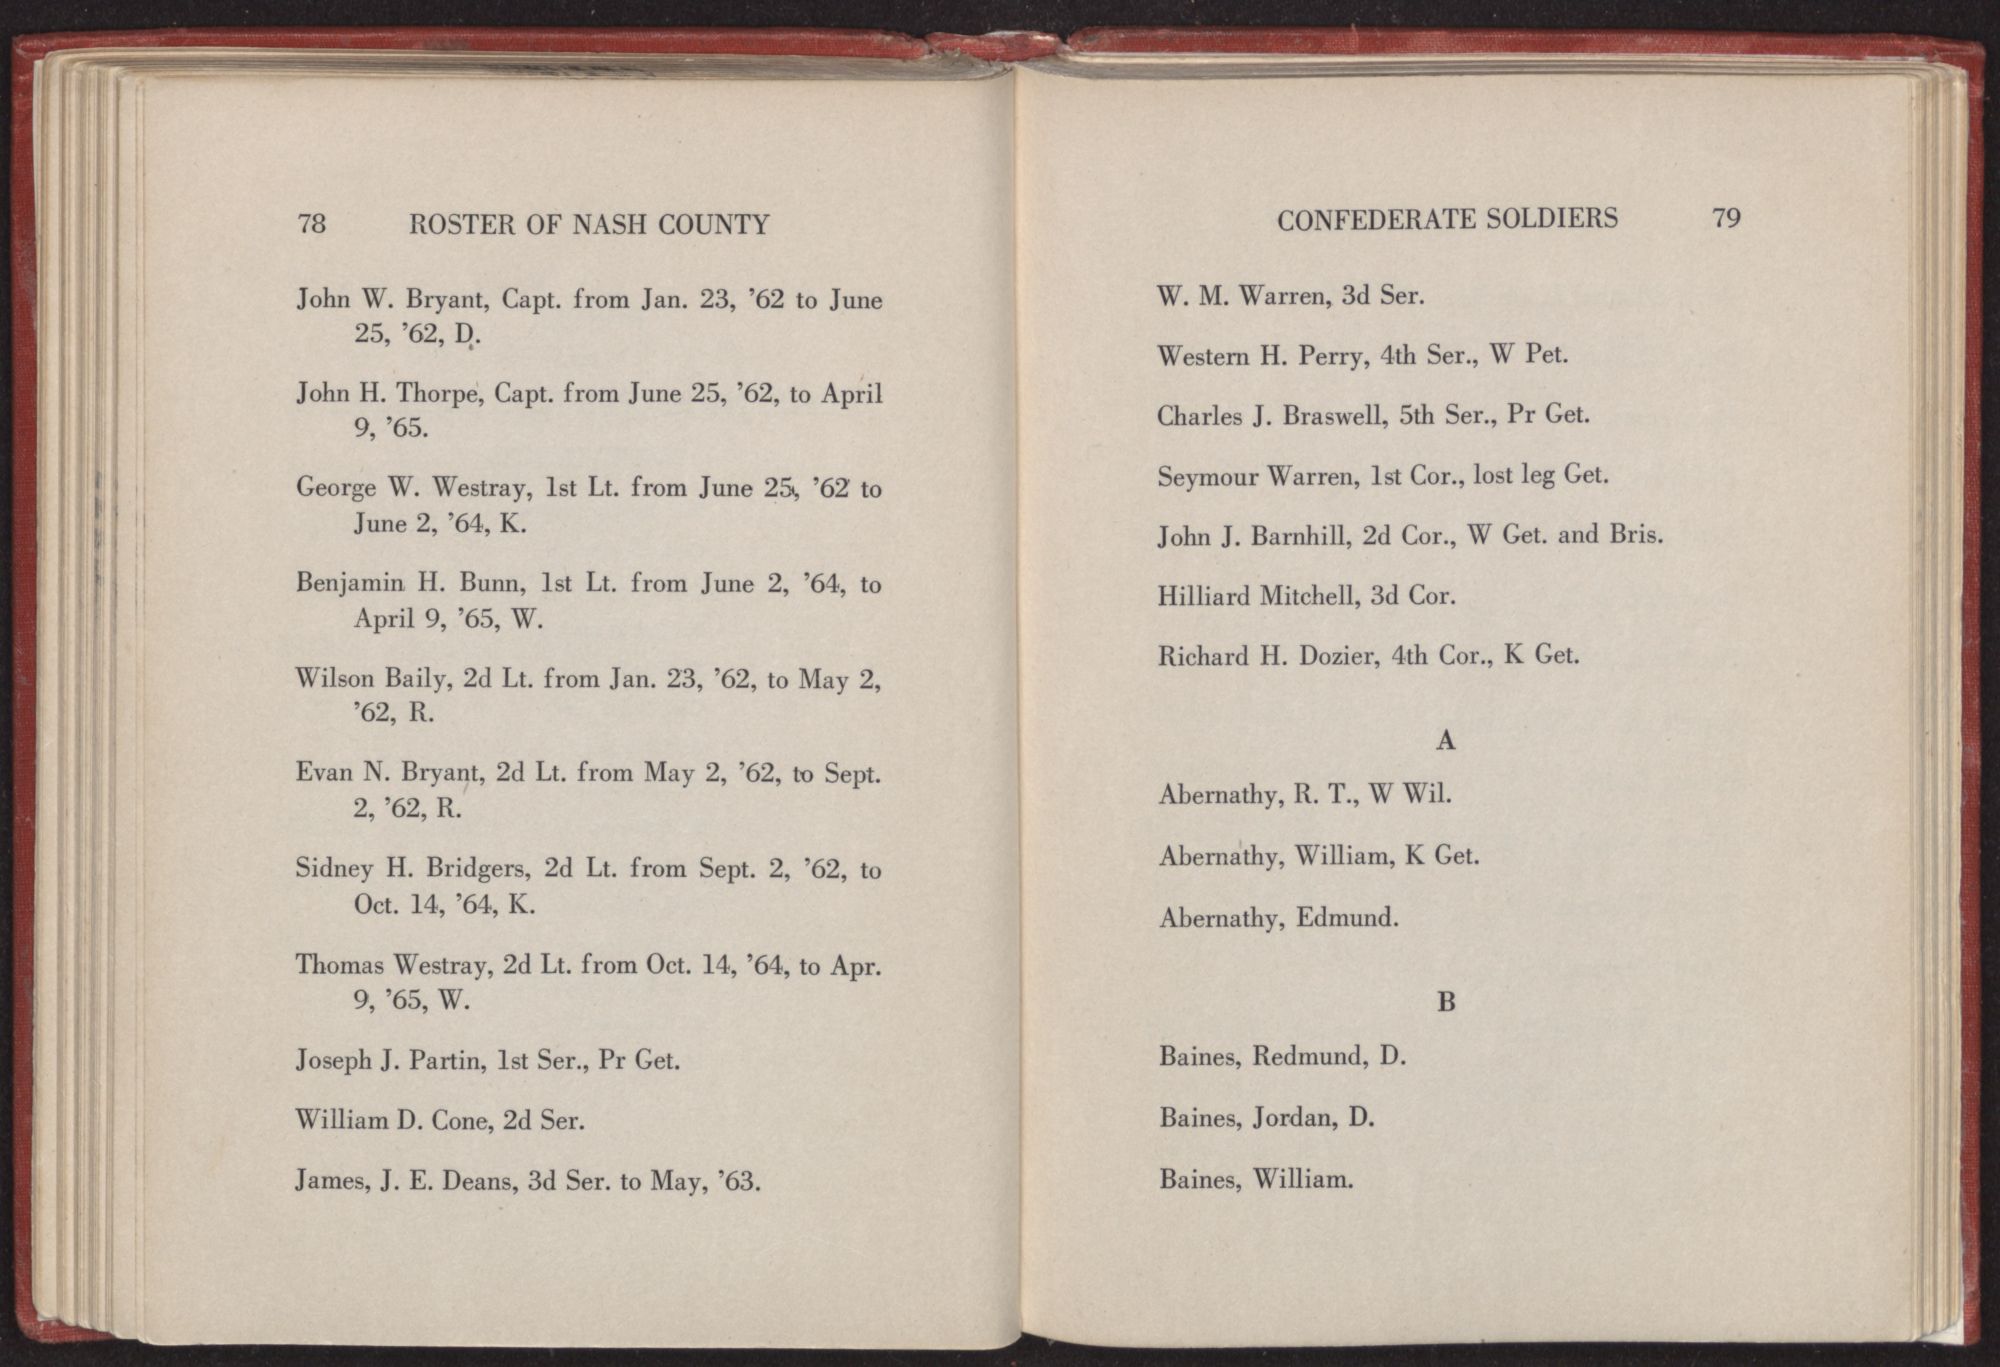 78 ROSTER OF NASH COUNTY
John W. Bryant, Capt. from Jan. 23, ’62 to June
25, ’62, D.
John H. Thorpe, Capt. from June 25, ’62, to April
9, ’65.
George W. Westray, 1st Lt. from June 25, ’62 to
June 2, ’64, K.
Benjamin H. Bunn, 1st Lt. from June 2, ’64, to
April 9, ’65, W.
Wilson Baily, 2d Lt. from Jan. 23, ’62, to May 2,
’62, R.
Evan N. Bryant, 2d Lt. from May 2, ’62, to Sept.
2, ’62, R.
Sidney H. Bridgers, 2d Lt. from Sept. 2, ’62, to
Oct. 14, ’64, K.
Thomas Westray, 2d Lt. from Oct. 14, ’64, to Apr.
9, ’65, W.
Joseph J. Partin, 1st Ser., Pr Get.
William D. Cone, 2d Ser.
James, J. E. Deans, 3d Ser. to May, ’63.
CONFEDERATE SOLDIERS 79
W. M. Warren, 3d Ser.
Western H. Perry, 4th Ser., W Pet.
Charles J. Braswell, 5th Ser., Pr Get.
Seymour Warren, 1st Cor., lost leg Get.
John J. Barnhill, 2d Cor., W Get. and Bris.
Hilliard Mitchell, 3d Cor.
Richard H. Dozier, 4th Cor., K Get.
A
Abernathy, R. T., W Wil.
Abernathy, William, K Get.
Abernathy, Edmund.
B
Baines, Redmund, D.
Baines, Jordan, D.
Baines, William.